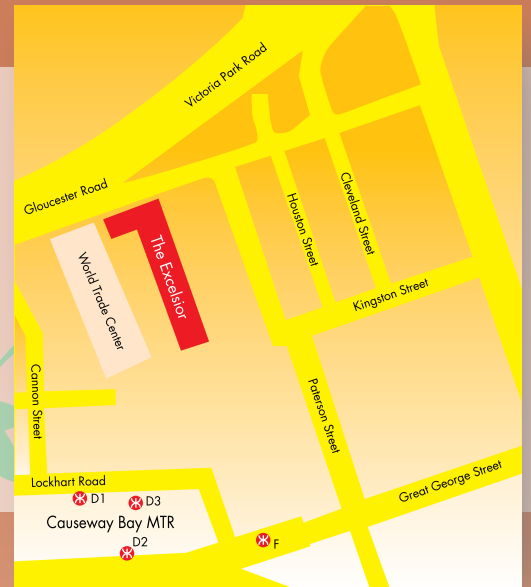 Victoria Park Road
Gloucester Road
World Trade Center
The Excelsior
Houston Street
Cleveland Street
Kingston Street
Cannon Street
Paterson Street
Great George Street
Lockhart Road
D1
D3
Causeway Bay MTR
D2
F